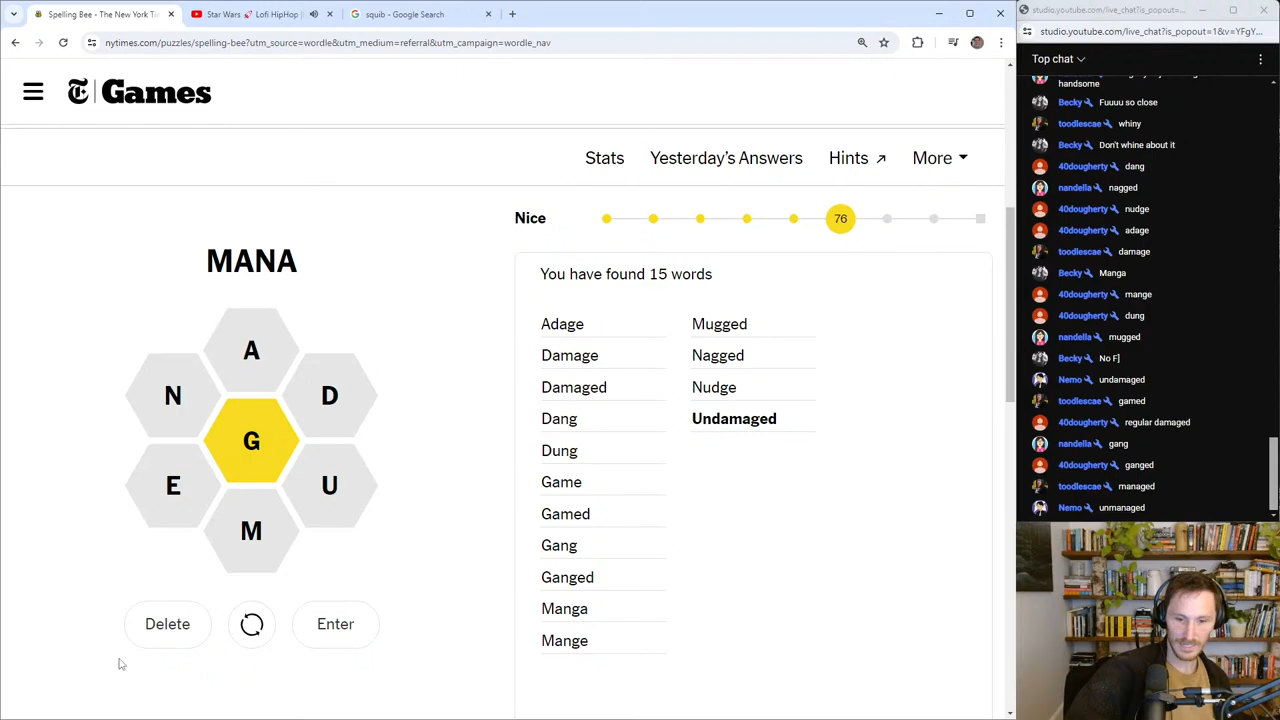 Spelling Bee - The New York Ti
Star Wars 🚀 Lofi HipHop |
squib - Google Search
nytimes.com/puzzles/spelling-bee?utm_source=wordle&utm_medium=referral&utm_campaign=wordle_nav
Games
Stats
Yesterday's Answers
Hints ↗
More
MANA
A
N
D
G
E
U
M
Delete
Enter
Nice
76
You have found 15 words
Adage
Damage
Damaged
Dang
Dung
Game
Gamed
Gang
Ganged
Manga
Mange
Mugged
Nagged
Nudge
Undamaged
studio.youtube.com/live_chat?is_popout=...
studio.youtube.com/live_chat?is_popout=1&v=YFgY...
Top chat
handsome
Becky Fuuuu so close
toodlescae whiny
Becky Don't whine about it
40dougherty dang
nandella nagged
40dougherty nudge
40dougherty adage
toodlescae damage
Becky Manga
40dougherty mange
40dougherty dung
nandella mugged
Becky No F]
Nemo undamaged
toodlescae gamed
40dougherty regular damaged
nandella gang
40dougherty ganged
toodlescae managed
Nemo unmanaged